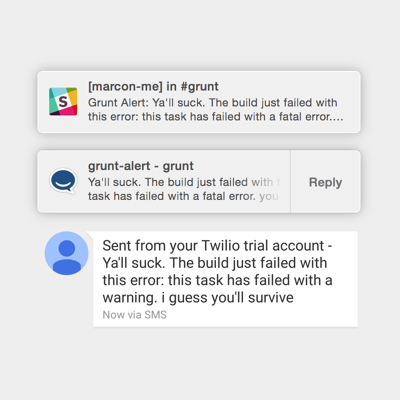 [marcon-me] in #grunt
Grunt Alert: Ya'll suck. The build just failed with
this error: this task has failed with a fatal error....
S
grunt-alert - grunt
Ya'll suck. The build just failed with t
task has failed with a fatal error. you
Reply
Sent from your Twilio trial account -
Ya'll suck. The build just failed with
this error: this task has failed with a
warning. i guess you'll survive
Now via SMS